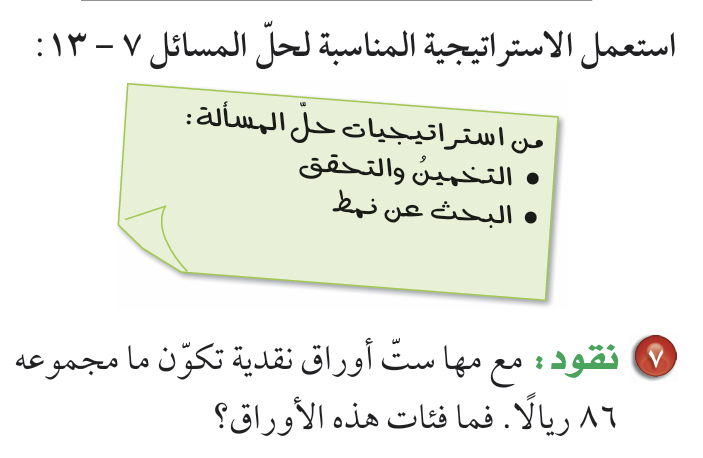 استعمل الاستراتيجية المناسبة لحلّ المسائل ٧ – ١٣ :
من استراتيجيات حلّ المسألة:
• التخمينُ والتحقق
• البحث عن نمط
٧ نقود: مع مها ستّ أوراق نقدية تكوّن ما مجموعه
٨٦ ريالًا. فما فئات هذه الأوراق؟